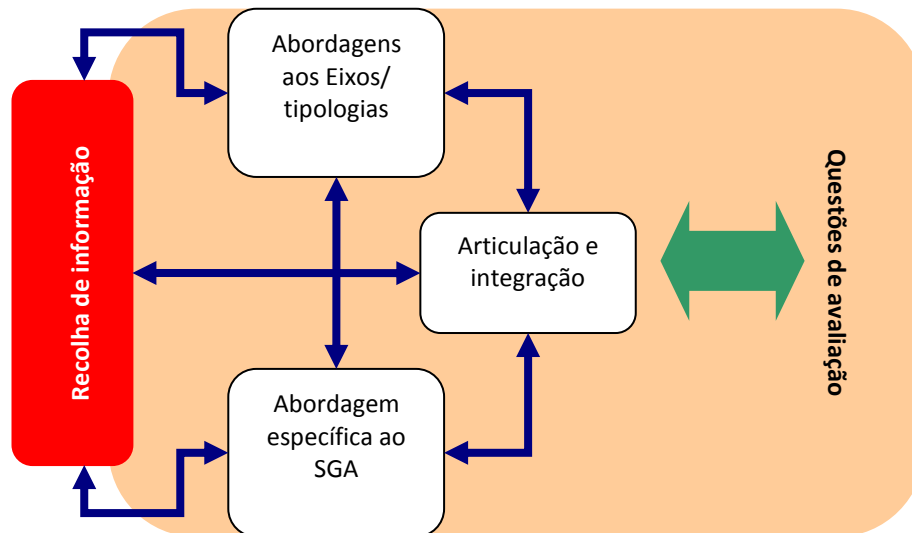 Recolha de informação
Abordagens
aos Eixos/
tipologias
Articulação e
integração
Abordagem
específica ao
SGA
Questões de avaliação